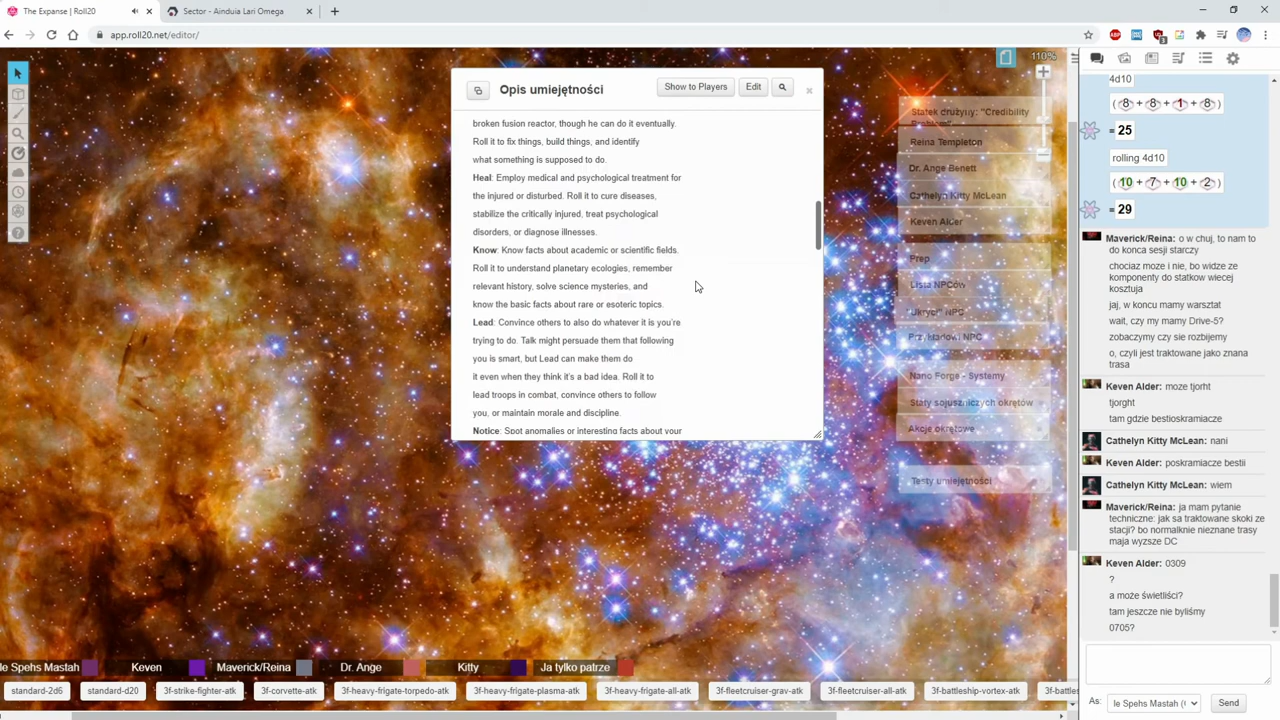 The Expanse | Roll20
Sector - Ainduia Lari Omega
app.roll20.net/editor/
110%
Opis umiejętności
Show to Players
Edit
broken fusion reactor, though he can do it eventually.
Roll it to fix things, build things, and identify
what something is supposed to do.
Heal: Employ medical and psychological treatment for
the injured or disturbed. Roll it to cure diseases,
stabilize the critically injured, treat psychological
disorders, or diagnose illnesses.
Know: Know facts about academic or scientific fields.
Roll it to understand planetary ecologies, remember
relevant history, solve science mysteries, and
know the basic facts about rare or esoteric topics.
Lead: Convince others to also do whatever it is you're
trying to do. Talk might persuade them that following
you is smart, but Lead can make them do
it even when they think it's a bad idea. Roll it to
lead troops in combat, convince others to follow
you, or maintain morale and discipline.
Notice: Spot anomalies or interesting facts about your
Statek drużyny: "Credibility
Problem"
Reina Templeton
Dr. Ange Benett
Cathelyn Kitty McLean
Keven Alder
Prep
Lista NPCów
"Ukryci" NPC
Przykładowi NPC
Nano Forge - Systemy
Staty sojuszniczych okrętów
Akcje okrętowe
Testy umiejętności
4d10
(8 + 8 + 1 + 8)
= 25
rolling 4d10
(10 + 7 + 10 + 2)
= 29
Maverick/Reina: o w chuj, to nam to
do konca sesji starczy
chociaz moze i nie, bo widze ze
komponenty do statkow wiecej
kosztuja
jaj, w koncu mamy warsztat
wait, czy my mamy Drive-5?
zobaczymy czy sie rozbijemy
o, czyli jest traktowane jako znana
trasa
Keven Alder: moze tjorht
tjorght
tam gdzie bestioskramiacze
Cathelyn Kitty McLean: nani
Keven Alder: poskramiacze bestii
Cathelyn Kitty McLean: wiem
Maverick/Reina: ja mam pytanie
techniczne: jak sa traktowane skoki ze
stacji? bo normalknie nieznane trasy
maja wyzsze DC
Keven Alder: 0309
?
a może świetliści?
tam jeszcze nie byliśmy
0705?
le Spehs Mastah
Keven
Maverick/Reina
Dr. Ange
Kitty
Ja tylko patrze
standard-2d6
standard-d20
3f-strike-fighter-atk
3f-corvette-atk
3f-heavy-frigate-torpedo-atk
3f-heavy-frigate-plasma-atk
3f-heavy-frigate-all-atk
3f-fleetcruiser-grav-atk
3f-fleetcruiser-all-atk
3f-battleship-vortex-atk
3f-battles
As:
le Spehs Mastah (
Send